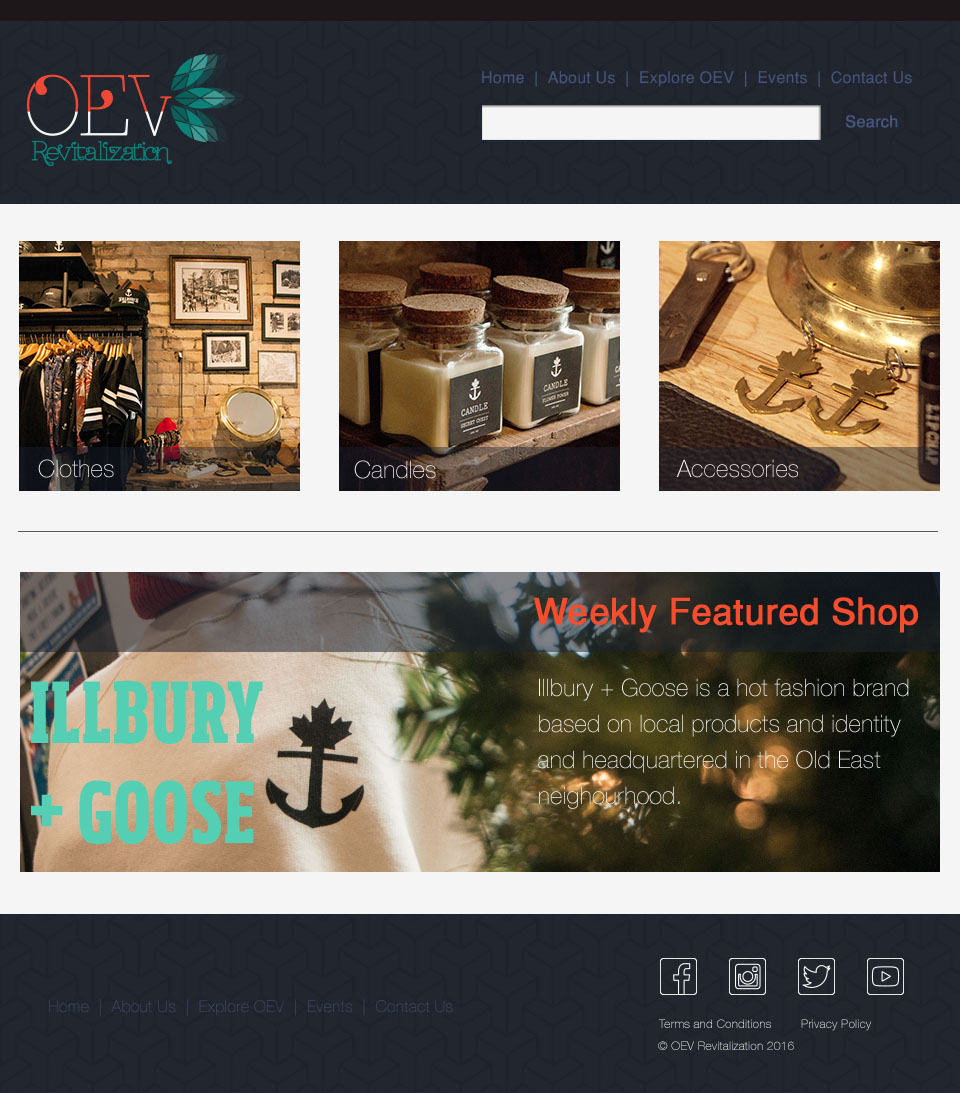 OEV
Revitalization
Home | About Us | Explore OEV | Events | Contact Us
Search
Clothes
CANDLE
SECRET CHEST
CANDLE
FLOWER POWER
Candles
LIP CHAP
Accessories
Weekly Featured Shop
ILLBURY
+ GOOSE
Illbury + Goose is a hot fashion brand
based on local products and identity
and headquartered in the Old East
neighourhood.
Home | About Us | Explore OEV | Events | Contact Us
Terms and Conditions
Privacy Policy
© OEV Revitalization 2016